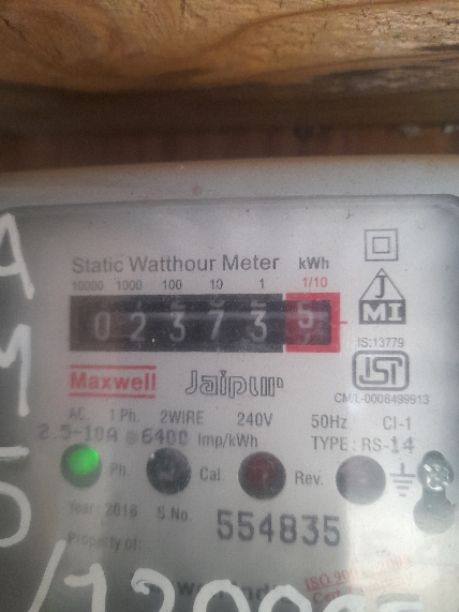 Static Watthour Meter kWh
10000 1000 100 10 1 1/10
0 2 3 7 3 5
J
MI
IS:13779
ISI
CM/L-0008499913
Maxwell Jaipur
AC. 1 Ph. 2WIRE 240V 50Hz Cl-1
2.5-10A 6400 Imp/kWh TYPE: RS-14
Ph. Cal. Rev.
Year: 2016 S.No. 554835
Property of:
A
M
5